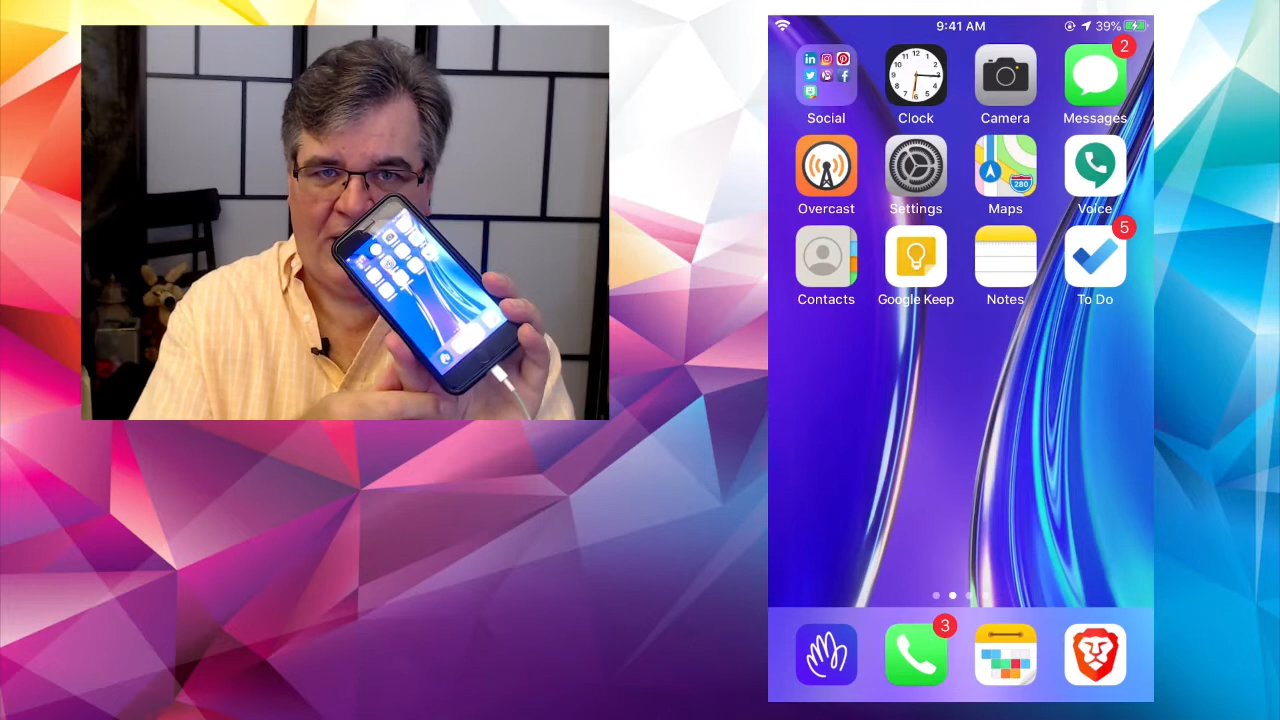 9:41 AM
39%
2
Social
Clock
Camera
Messages
280
Overcast
Settings
Maps
Voice
5
Contacts
Google Keep
Notes
To Do
3